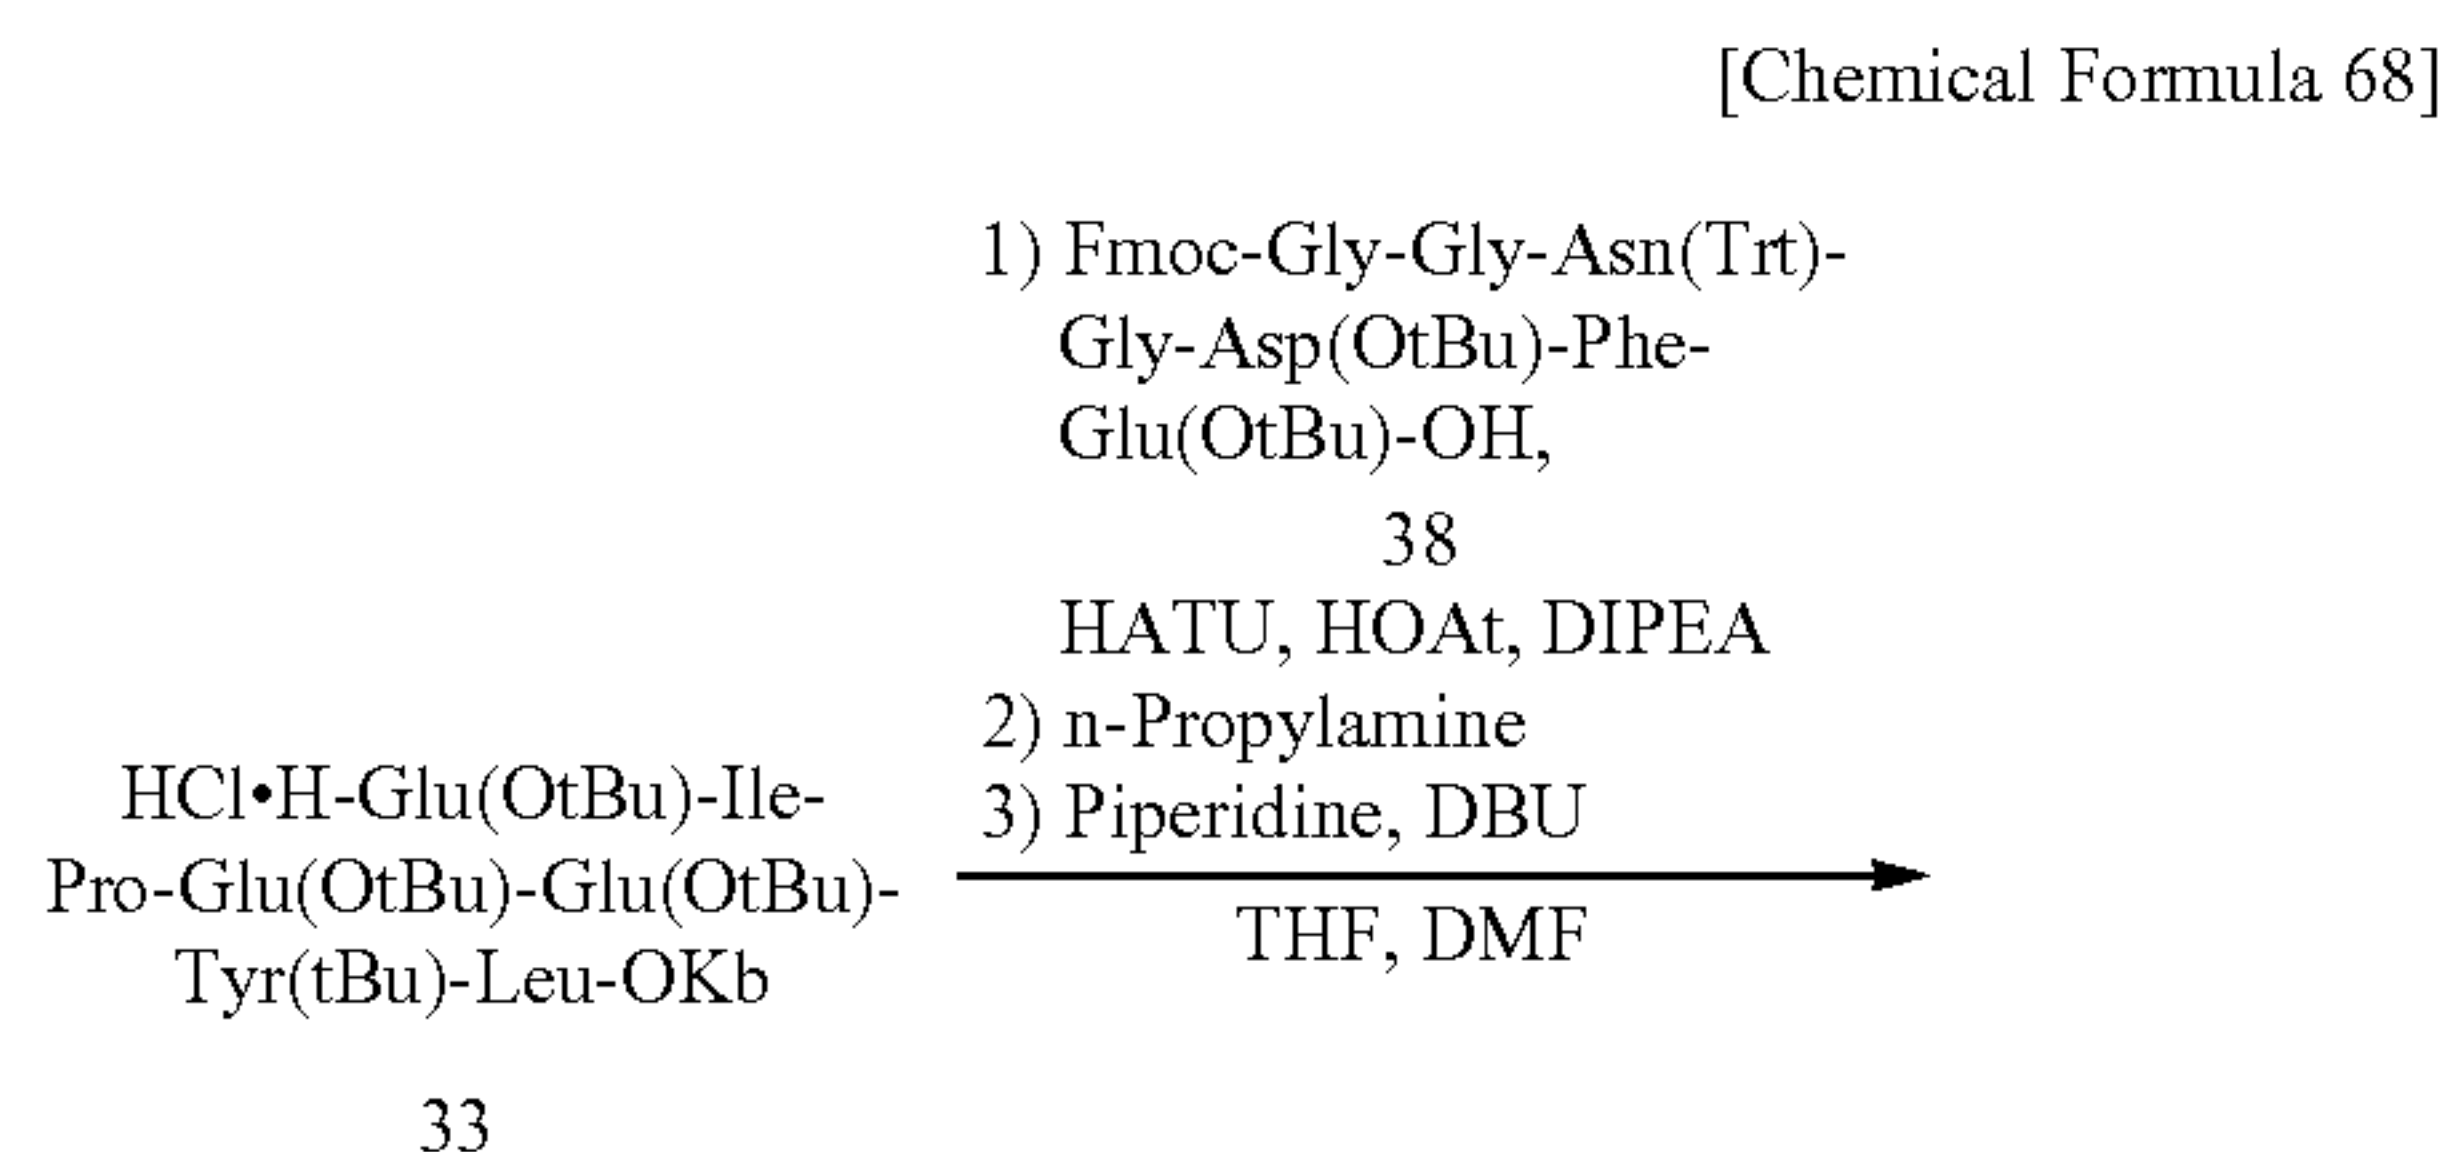 [Chemical Formula 68]
1) Fmoc-Gly-Gly-Asn(Trt)-
Gly-Asp(OtBu)-Phe-
Glu(OtBu)-OH,
38
HATU, HOAt, DIPEA
2) n-Propylamine
3) Piperidine, DBU
THF, DMF
HCl•H-Glu(OtBu)-Ile-
Pro-Glu(OtBu)-Glu(OtBu)-
Tyr(tBu)-Leu-OKb
33